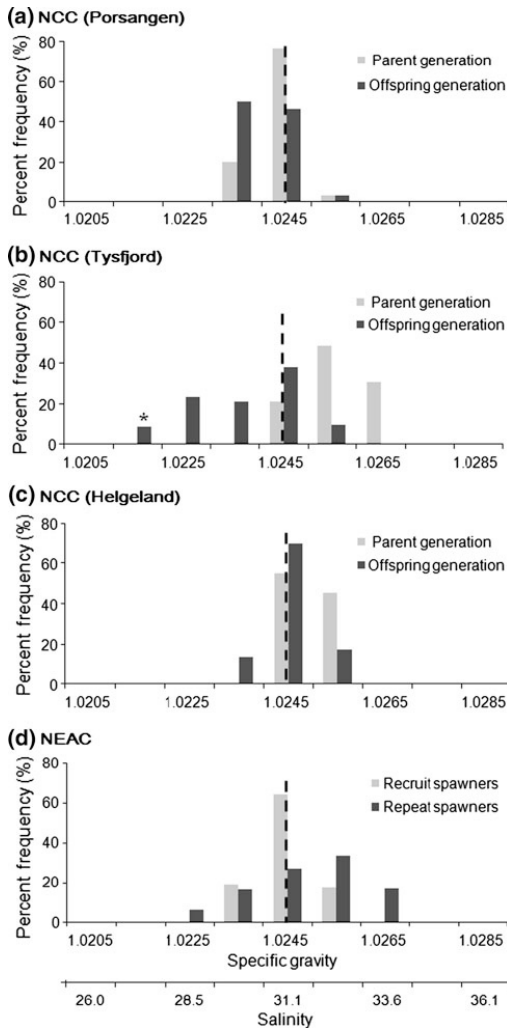 (a) NCC (Porsangen)
Percent frequency (%)
80
60
40
20
0
Parent generation
Offspring generation
1.0205 1.0225 1.0245 1.0265 1.0285
(b) NCC (Tysfjord)
Percent frequency (%)
80
60
40
20
0
Parent generation
Offspring generation
*
1.0205 1.0225 1.0245 1.0265 1.0285
(c) NCC (Helgeland)
Percent frequency (%)
80
60
40
20
0
Parent generation
Offspring generation
1.0205 1.0225 1.0245 1.0265 1.0285
(d) NEAC
Percent frequency (%)
80
60
40
20
0
Recruit spawners
Repeat spawners
1.0205 1.0225 1.0245 1.0265 1.0285
Specific gravity
26.0 28.5 31.1 33.6 36.1
Salinity